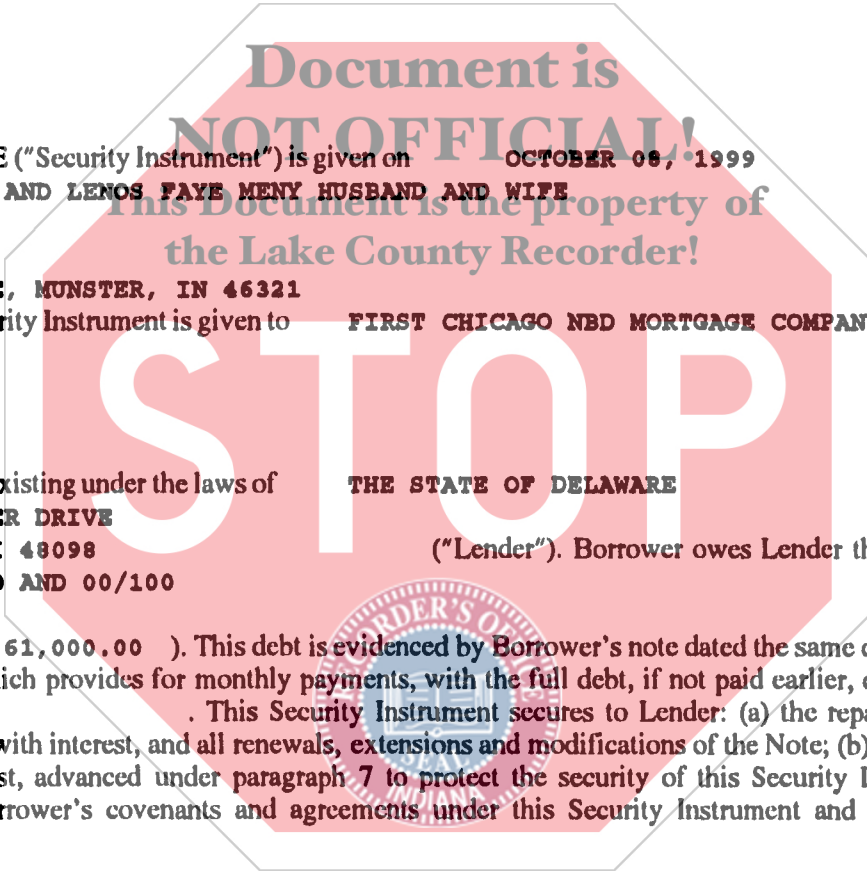 Document is
NOT OFFICIAL!
E ("Security Instrument") is given on OCTOBER 08, 1999
AND LENOS FAYE MENY HUSBAND AND WIFE
This Document is the property of
the Lake County Recorder!
, MUNSTER, IN 46321
rity Instrument is given to FIRST CHICAGO NBD MORTGAGE COMPAN
STOP
xisting under the laws of THE STATE OF DELAWARE
R DRIVE
48098 ("Lender"). Borrower owes Lender th
AND 00/100
61,000.00 ). This debt is evidenced by Borrower's note dated the same d
ich provides for monthly payments, with the full debt, if not paid earlier,
. This Security Instrument secures to Lender: (a) the repa
with interest, and all renewals, extensions and modifications of the Note; (b)
st, advanced under paragraph 7 to protect the security of this Security I
rrower's covenants and agreements under this Security Instrument and
RECORDER'S OFFICE
SEAL
INDIANA